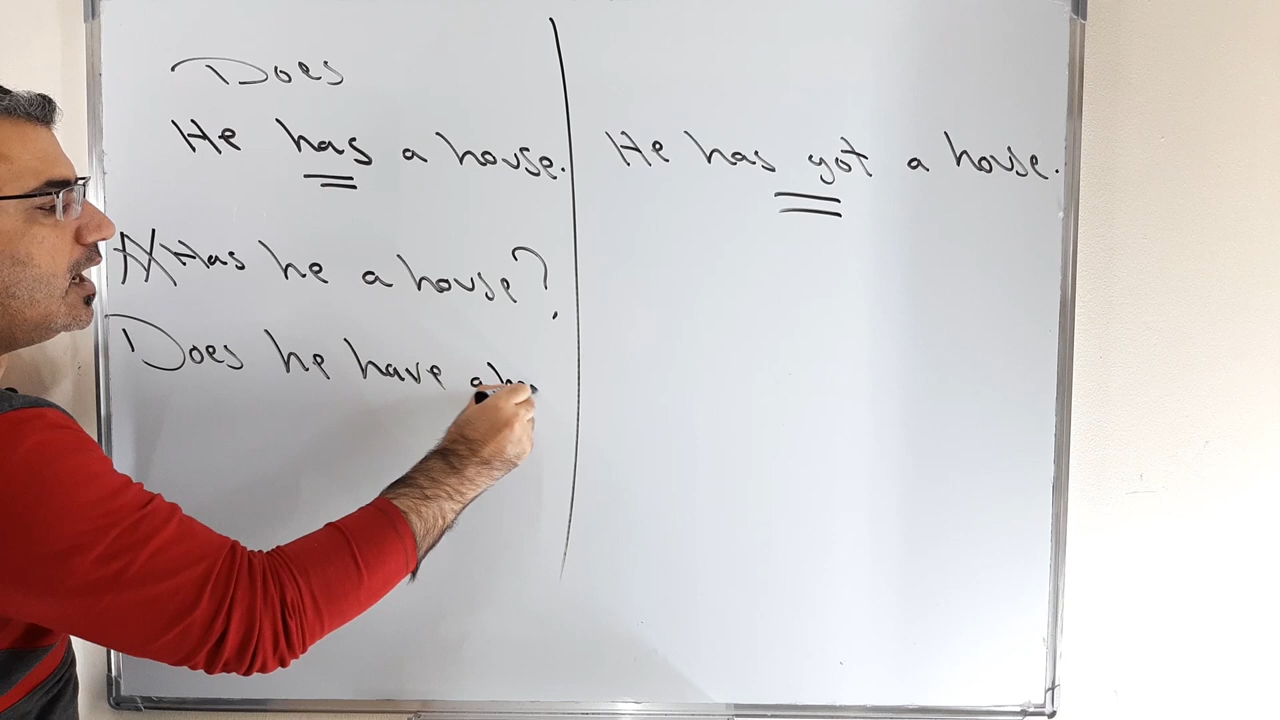 Does
He has a house.
Has he a house?
Does he have a
He has got a house.